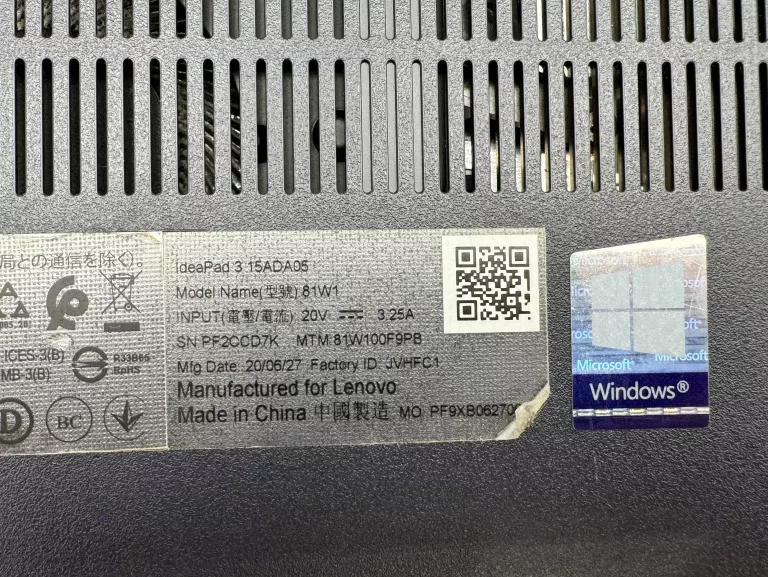 局との通信を除く。
ICES-3(B)
MB-3(B)
R33B65
RoHS
BC
IdeaPad 3 15ADA05
Model Name(型號) 81W1
INPUT(電壓/電流) 20V ⎓ 3.25A
SN PF2CCD7K MTM 81W100F9PB
Mfg Date 20/06/27 Factory ID JVHFC1
Manufactured for Lenovo
Made in China 中國製造 MO PF9XB06270
Microsoft
Microsoft
Windows®